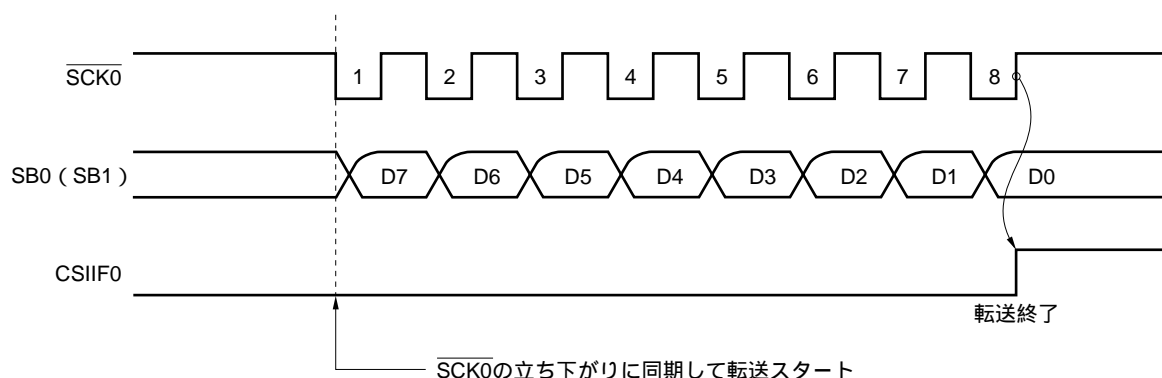 SCK0
1 2 3 4 5 6 7 8
SB0 ( SB1 )
D7 D6 D5 D4 D3 D2 D1 D0
CSIIF0
転送終了
SCK0の立ち下がりに同期して転送スタート